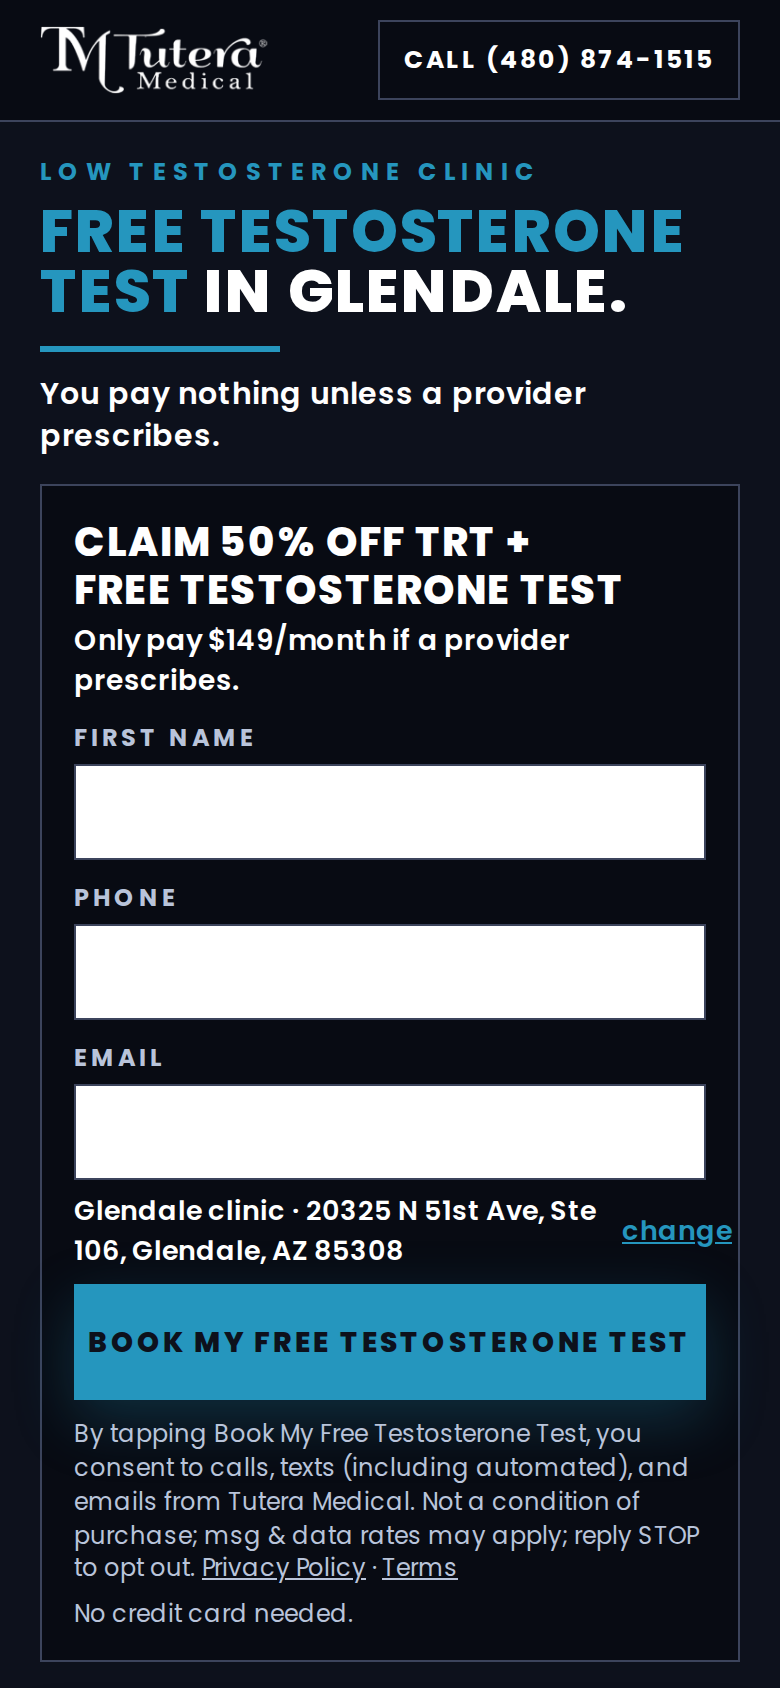 TM Tutera®
Medical
CALL (480) 874-1515
LOW TESTOSTERONE CLINIC
FREE TESTOSTERONE
TEST IN GLENDALE.
You pay nothing unless a provider
prescribes.
CLAIM 50% OFF TRT +
FREE TESTOSTERONE TEST
Only pay $149/month if a provider
prescribes.
FIRST NAME
PHONE
EMAIL
Glendale clinic · 20325 N 51st Ave, Ste
106, Glendale, AZ 85308
change
BOOK MY FREE TESTOSTERONE TEST
By tapping Book My Free Testosterone Test, you
consent to calls, texts (including automated), and
emails from Tutera Medical. Not a condition of
purchase; msg & data rates may apply; reply STOP
to opt out. Privacy Policy · Terms
No credit card needed.